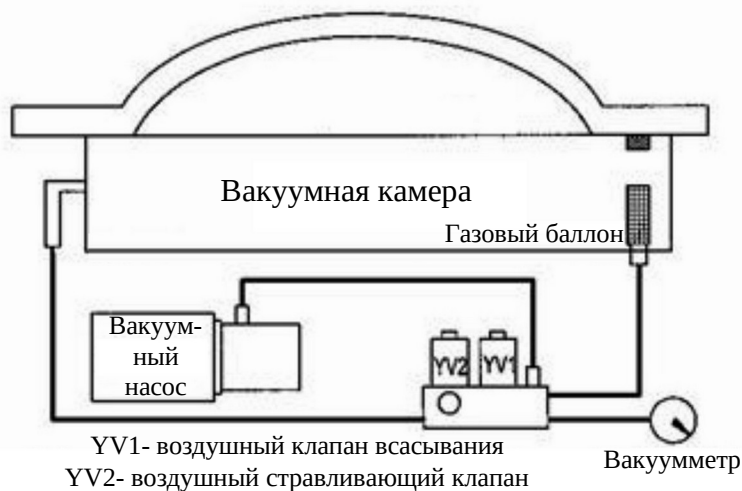 Вакуумная камера
Газовый баллон
Вакуум-
ный
насос
YV2
YV1
YV1- воздушный клапан всасывания
YV2- воздушный стравливающий клапан
Вакуумметр